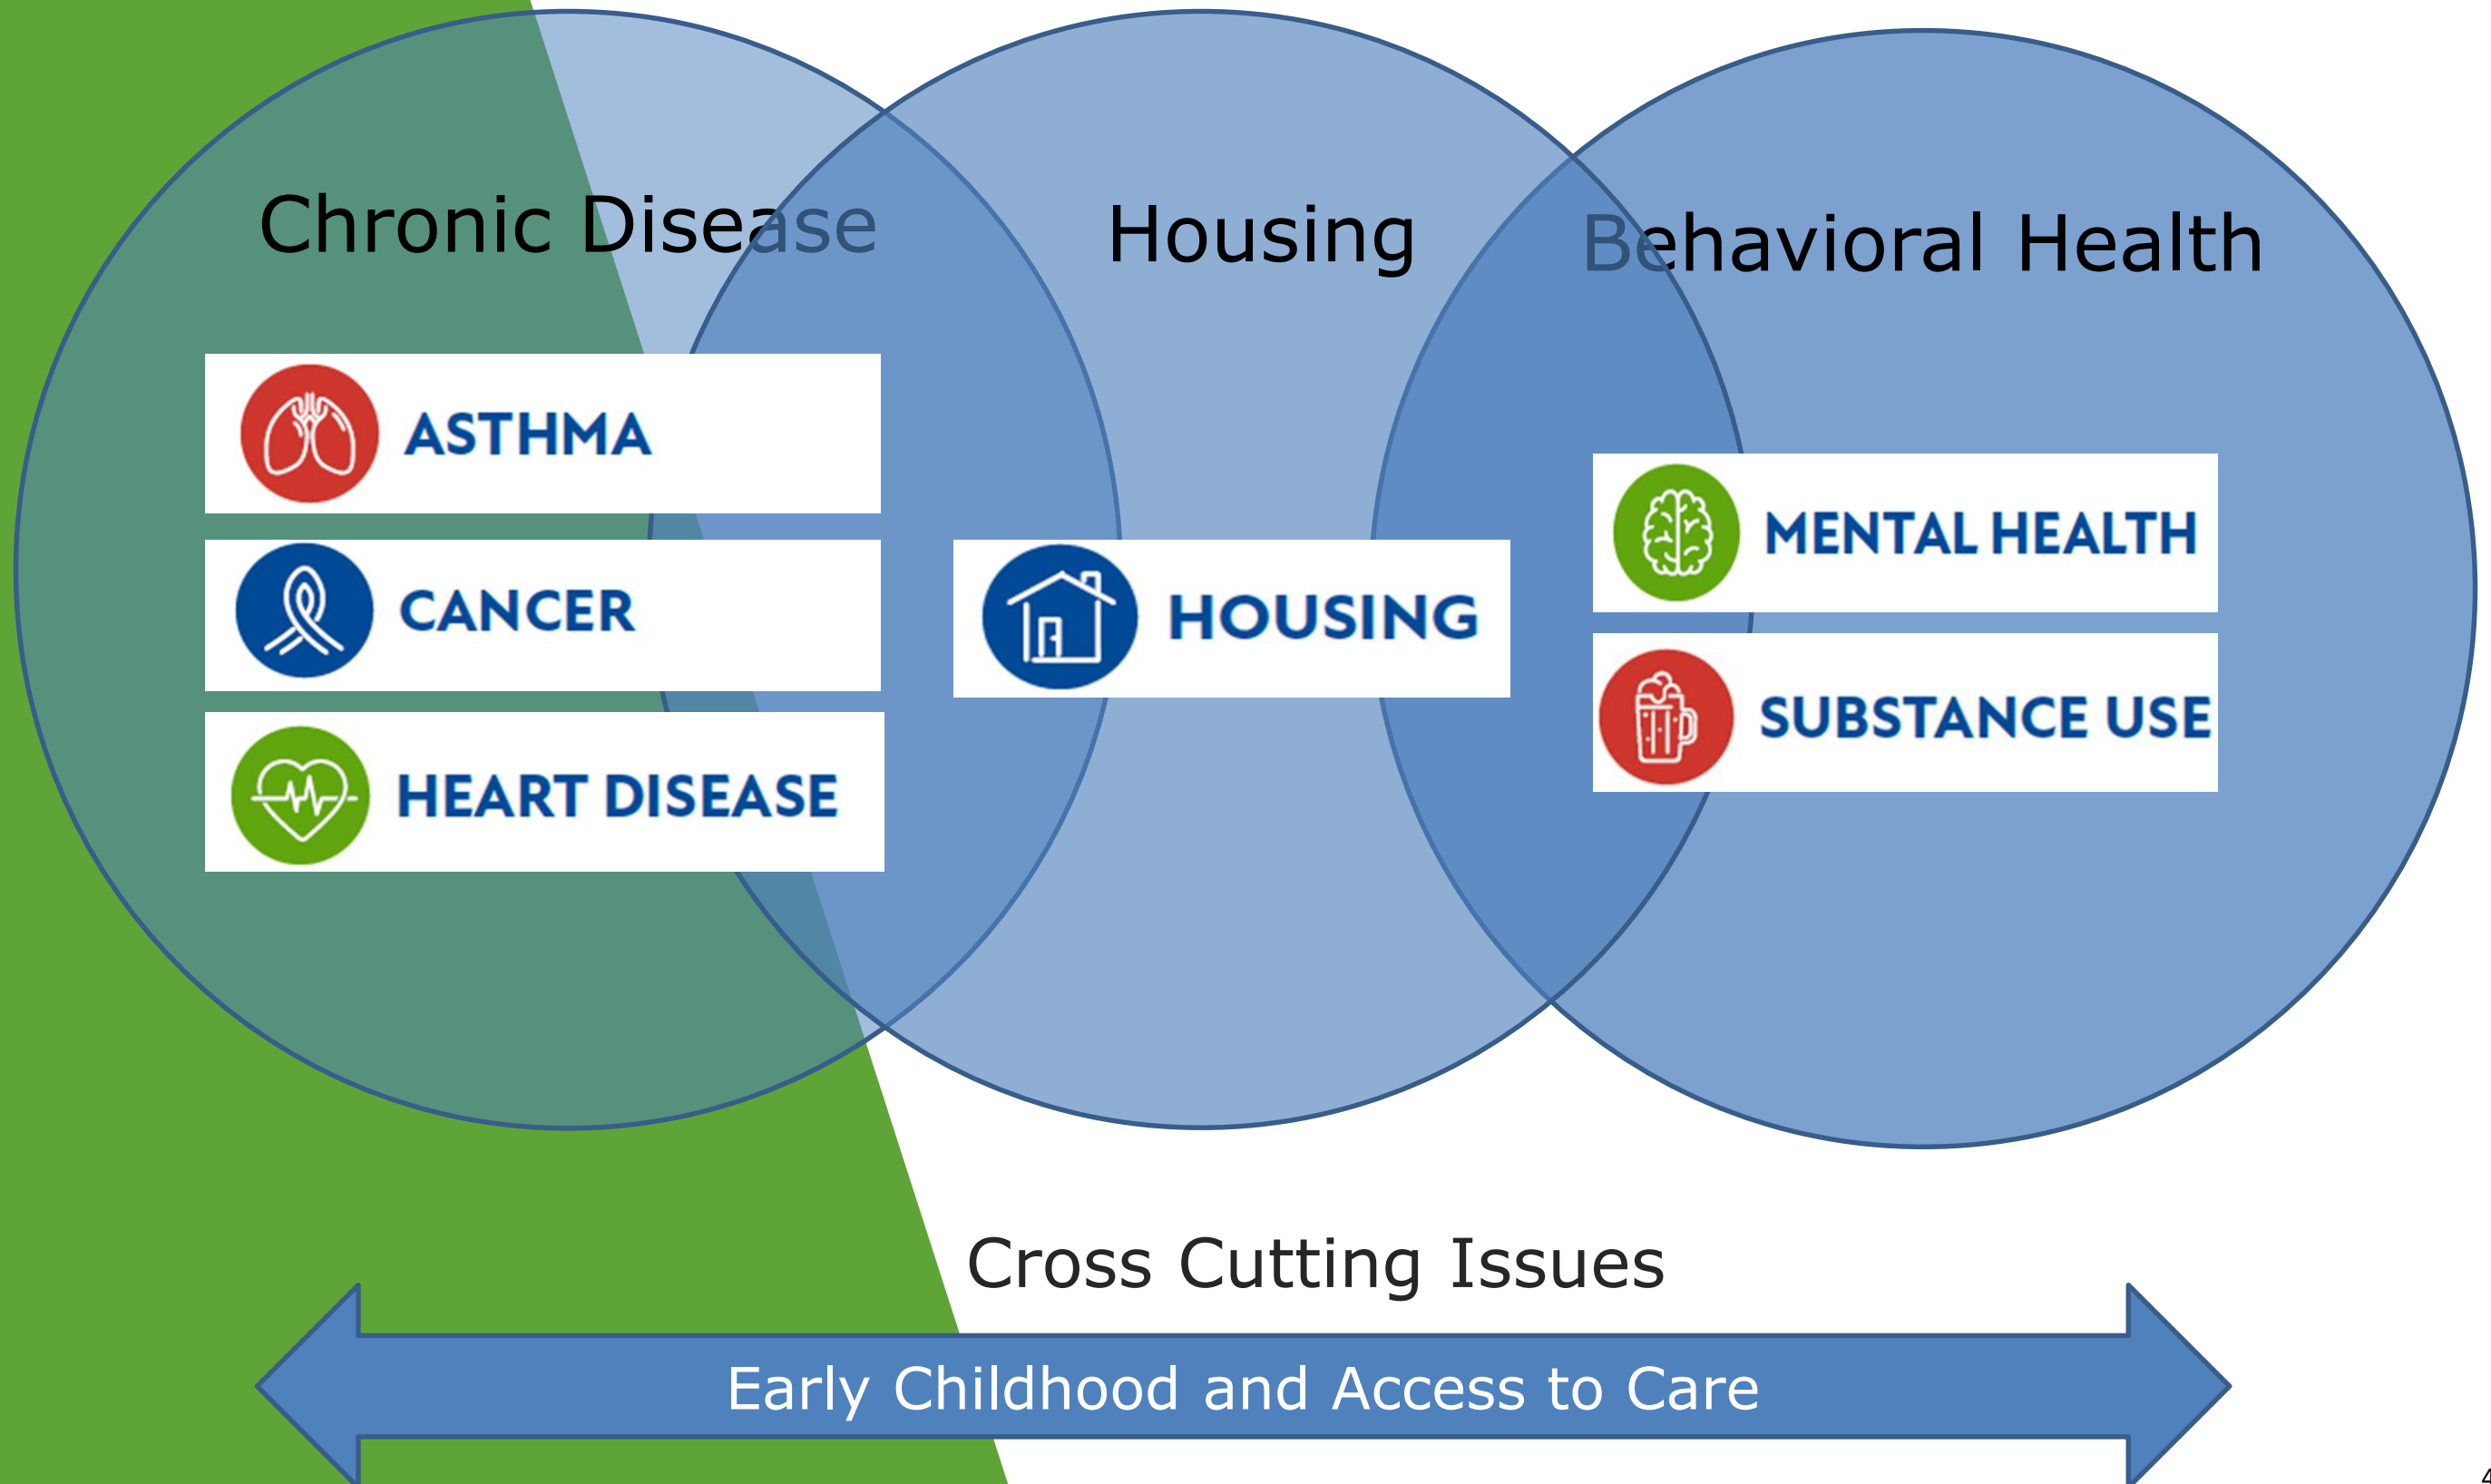 Chronic Disease
Housing
Behavioral Health
ASTHMA
CANCER
HEART DISEASE
HOUSING
MENTAL HEALTH
SUBSTANCE USE
Cross Cutting Issues
Early Childhood and Access to Care